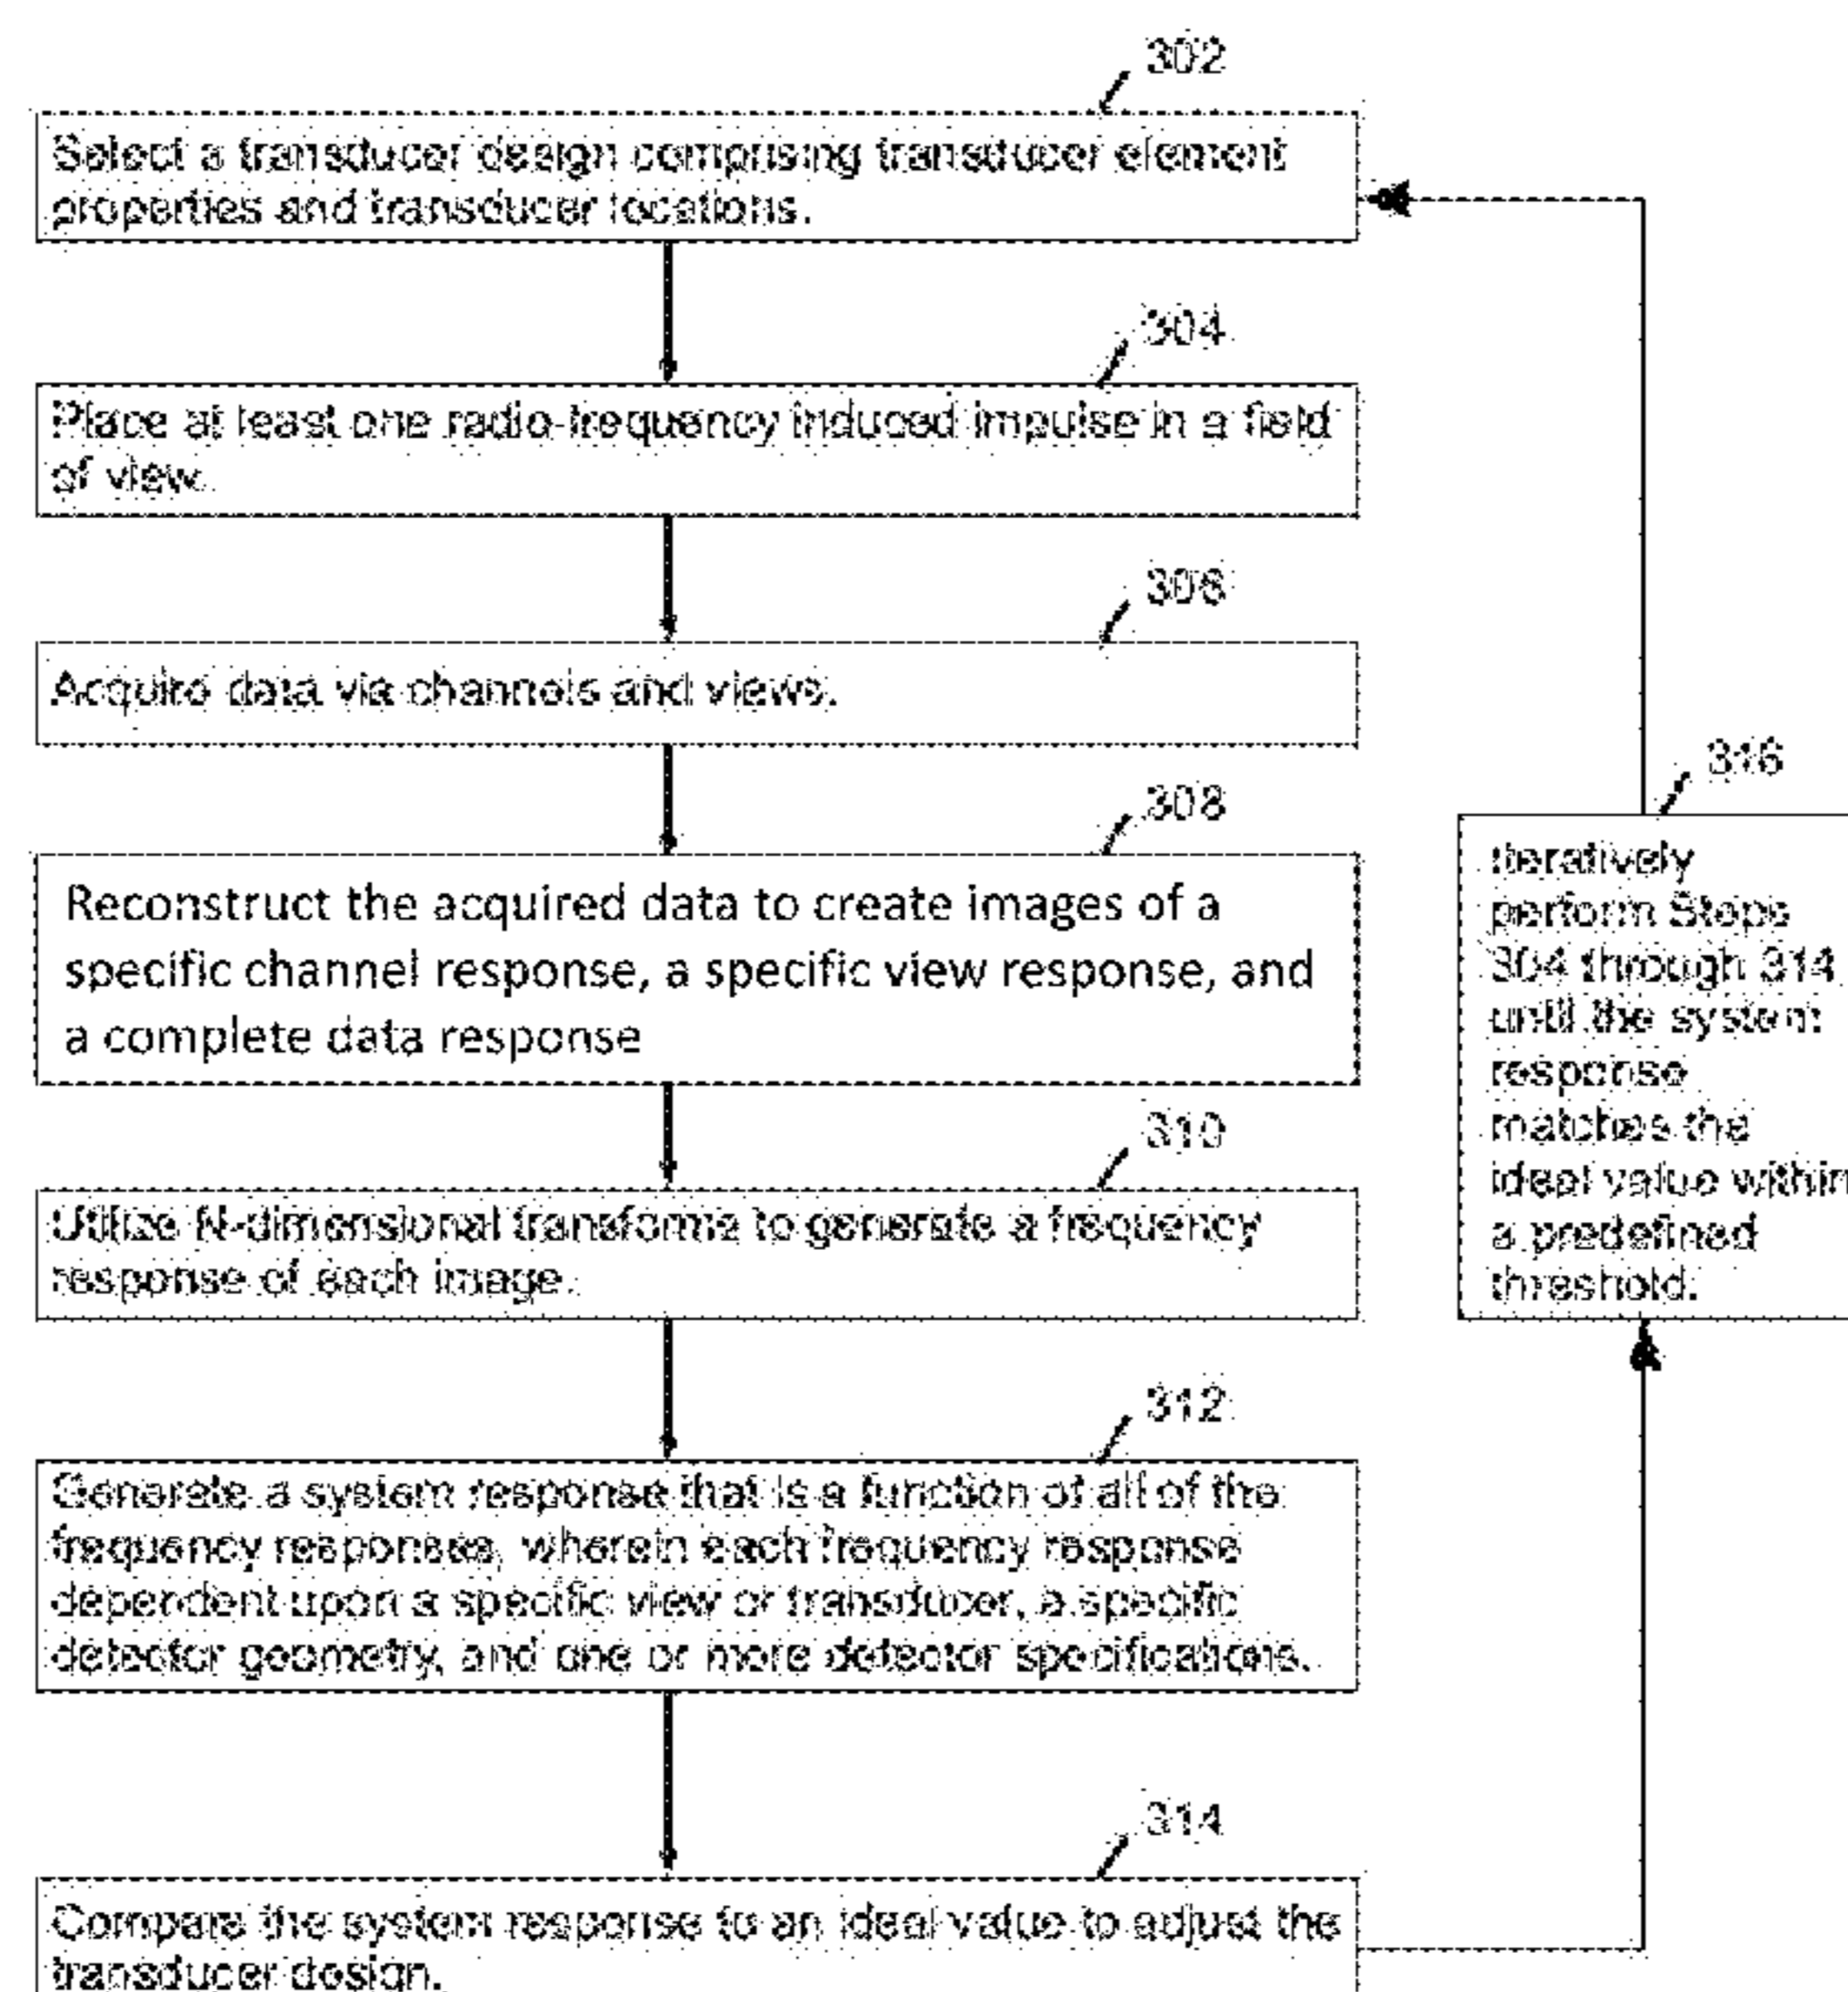 302
Select a transducer design comprising transducer element
properties and transducer locations.
304
Place at least one radio-frequency induced impulse in a field
of view.
306
Acquire data via channels and views.
308
Reconstruct the acquired data to create images of a
specific channel response, a specific view response, and
a complete data response
310
Utilize N-dimensional transforms to generate a frequency
response of each image.
312
Generate a system response that is a function of all of the
frequency responses, wherein each frequency response
dependent upon a specific view or transducer, a specific
detector geometry, and one or more detector specifications.
314
Compare the system response to an ideal value to adjust the
transducer design.
316
Iteratively
perform Steps
304 through 314
until the system
response
matches the
ideal value within
a predefined
threshold.